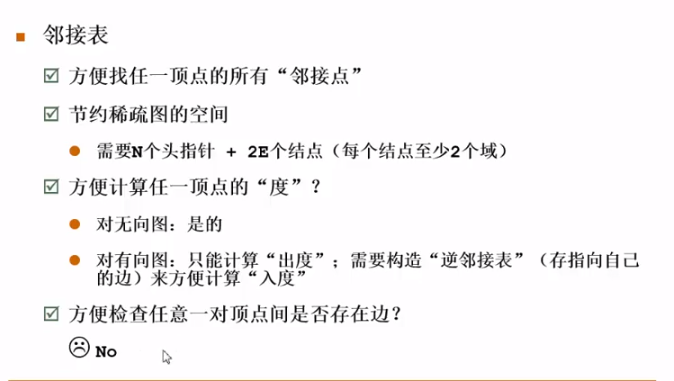 邻接表
方便找任一顶点的所有“邻接点”
节约稀疏图的空间
需要N个头指针 + 2E个结点（每个结点至少2个域）
方便计算任一顶点的“度”？
对无向图：是的
对有向图：只能计算“出度”；需要构造“逆邻接表”（存指向自己
的边）来方便计算“入度”
方便检查任意一对顶点间是否存在边？
No